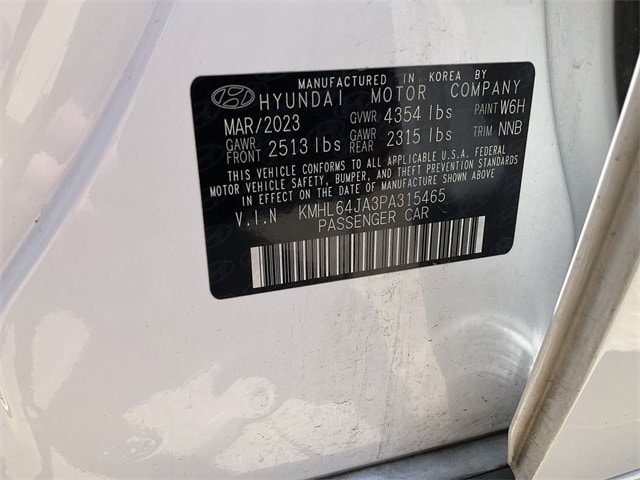 MANUFACTURED IN KOREA BY
HYUNDAI MOTOR COMPANY
MAR/2023 GVWR 4354 lbs PAINT W6H
GAWR FRONT 2513 lbs GAWR REAR 2315 lbs TRIM NNB
THIS VEHICLE CONFORMS TO ALL APPLICABLE U.S.A. FEDERAL
MOTOR VEHICLE SAFETY, BUMPER, AND THEFT PREVENTION STANDARDS
IN EFFECT ON THE DATE OF MANUFACTURE SHOWN ABOVE.
V.I.N KMHL64JA3PA315465
PASSENGER CAR